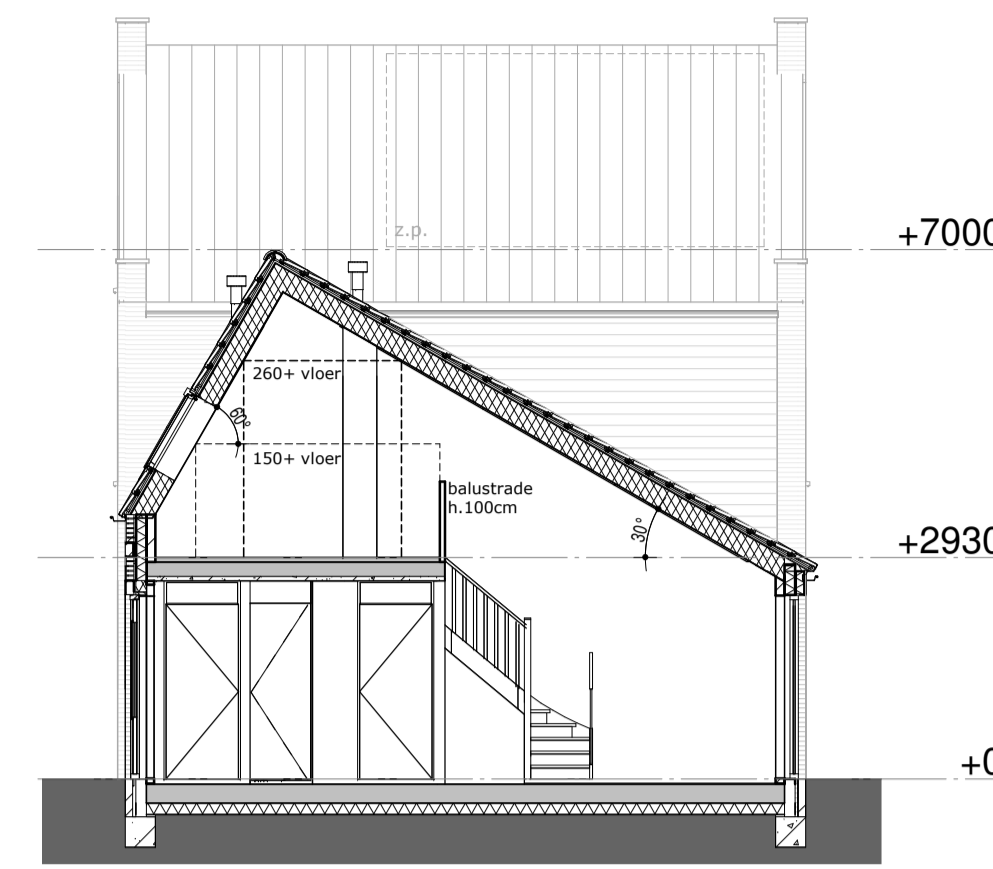 z.p.
+7000
260+ vloer
60°
150+ vloer
balustrade
h.100cm
30°
+2930
+0